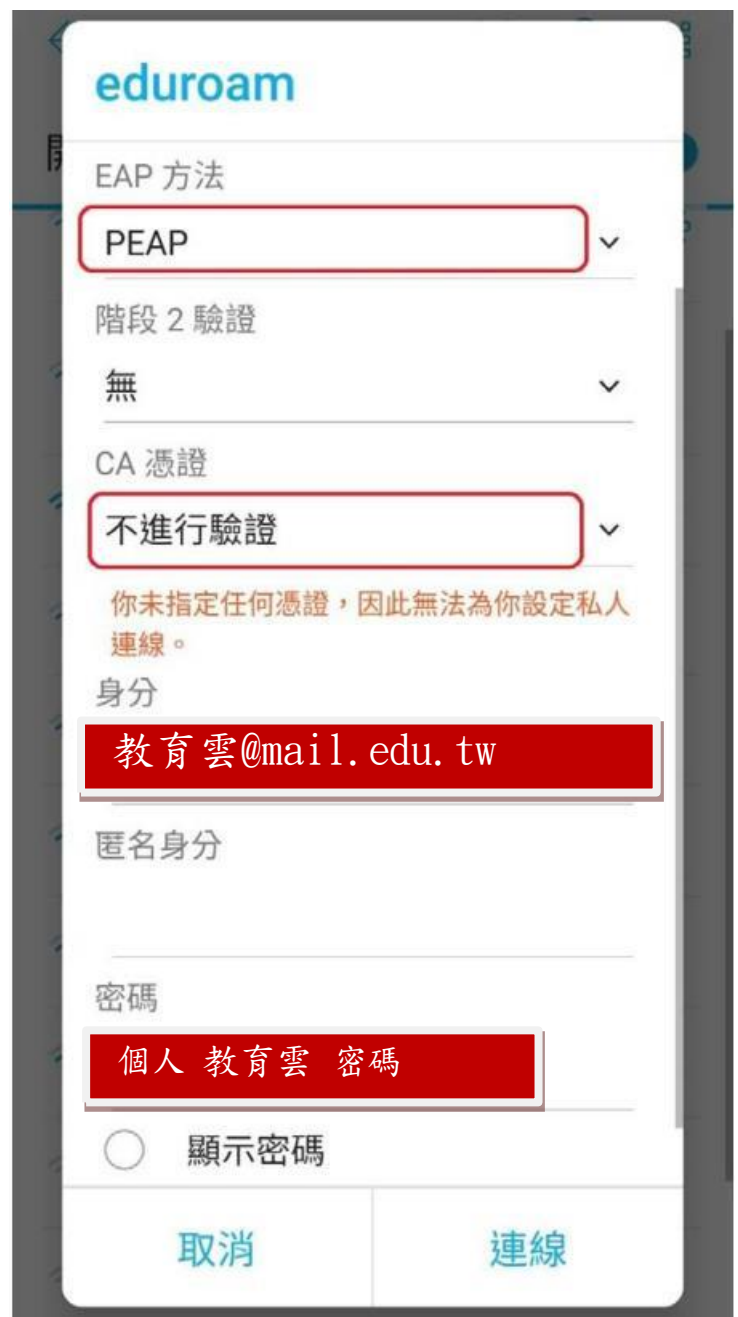 eduroam
EAP 方法
PEAP
階段 2 驗證
無
CA 憑證
不進行驗證
你未指定任何憑證，因此無法為你設定私人
連線。
身分
教育雲@mail.edu.tw
匿名身分
密碼
個人 教育雲 密碼
顯示密碼
取消
連線